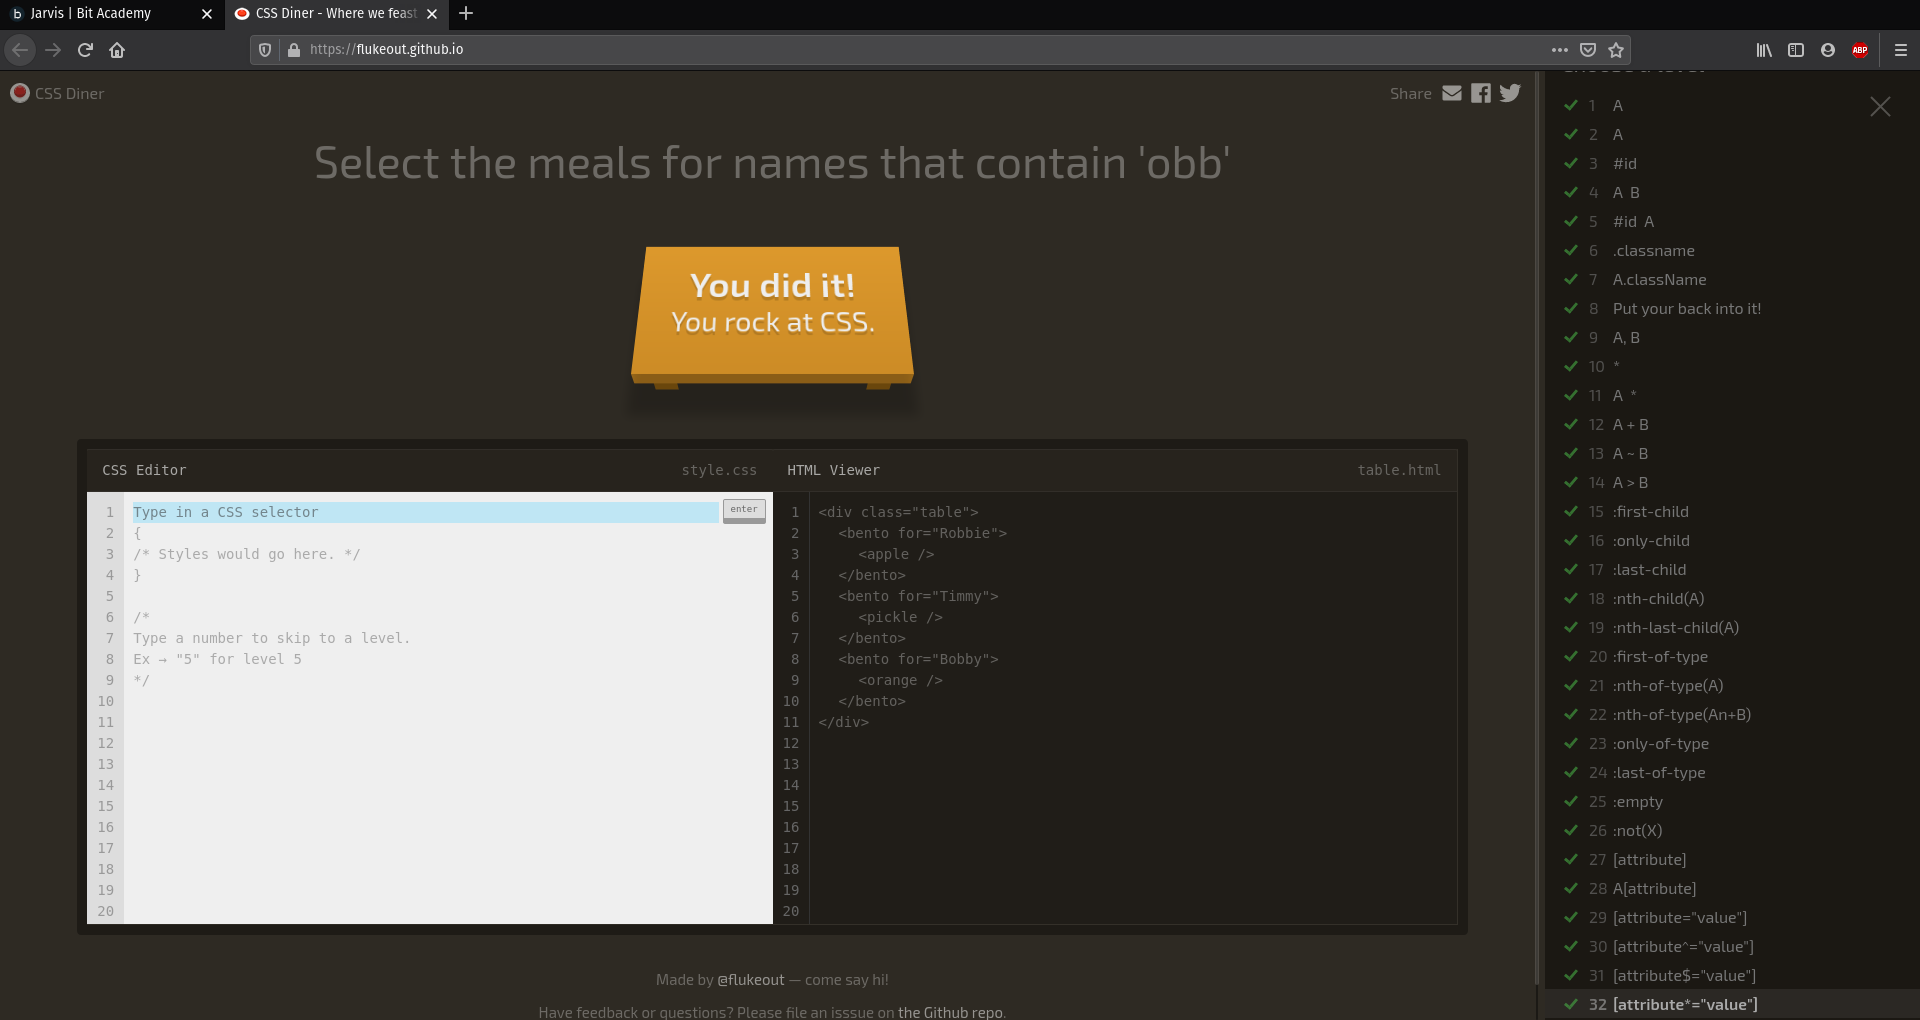 Jarvis | Bit Academy
CSS Diner - Where we feast
https://flukeout.github.io
ABP
CSS Diner
Share
Select the meals for names that contain 'obb'
You did it!
You rock at CSS.
CSS Editor
style.css
1 Type in a CSS selector
enter
2 {
3 /* Styles would go here. */
4 }
5
6 /*
7 Type a number to skip to a level.
8 Ex → "5" for level 5
9 */
10
11
12
13
14
15
16
17
18
19
20
HTML Viewer
table.html
1 <div class="table">
2 <bento for="Robbie">
3 <apple />
4 </bento>
5 <bento for="Timmy">
6 <pickle />
7 </bento>
8 <bento for="Bobby">
9 <orange />
10 </bento>
11 </div>
12
13
14
15
16
17
18
19
20
Made by @flukeout — come say hi!
Have feedback or questions? Please file an isssue on the Github repo.
1 A
2 A
3 #id
4 A B
5 #id A
6 .classname
7 A.className
8 Put your back into it!
9 A, B
10 *
11 A *
12 A + B
13 A ~ B
14 A > B
15 :first-child
16 :only-child
17 :last-child
18 :nth-child(A)
19 :nth-last-child(A)
20 :first-of-type
21 :nth-of-type(A)
22 :nth-of-type(An+B)
23 :only-of-type
24 :last-of-type
25 :empty
26 :not(X)
27 [attribute]
28 A[attribute]
29 [attribute="value"]
30 [attribute^="value"]
31 [attribute$="value"]
32 [attribute*="value"]